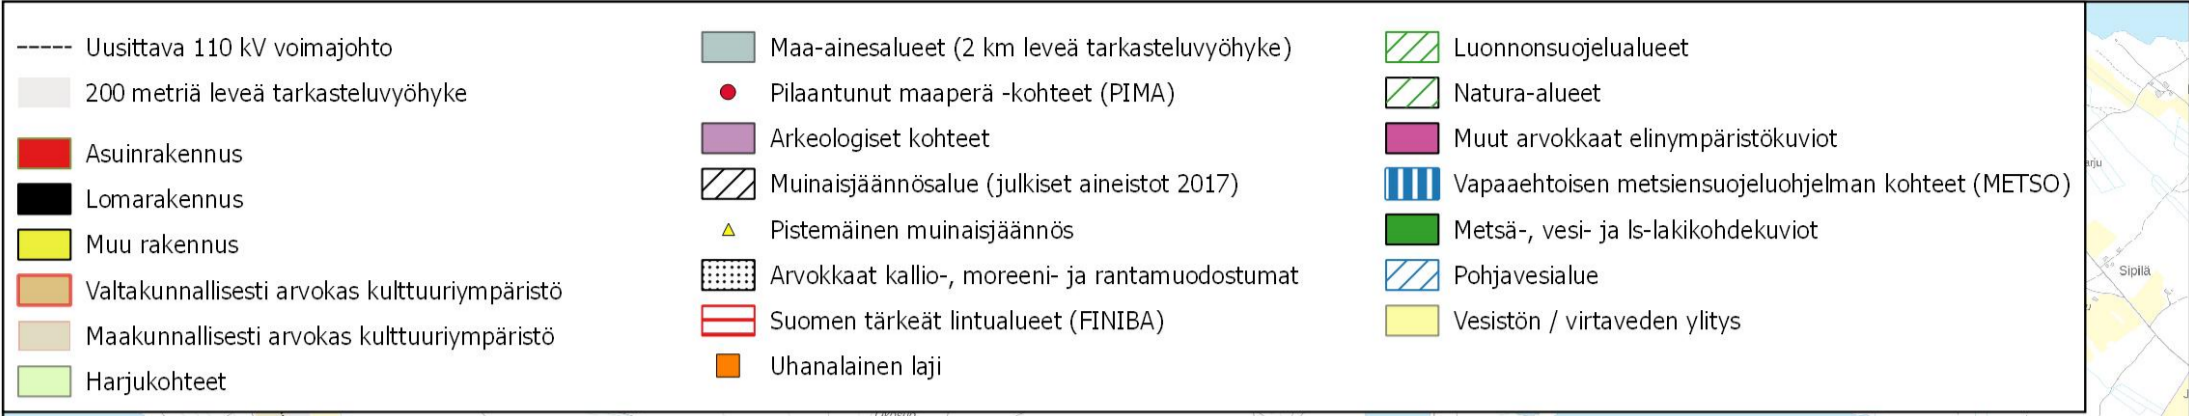 Uusittava 110 kV voimajohto
200 metriä leveä tarkasteluvyöhyke
Asuinrakennus
Lomarakennus
Muu rakennus
Valtakunnallisesti arvokas kulttuuriympäristö
Maakunnallisesti arvokas kulttuuriympäristö
Harjukohteet
Maa-ainesalueet (2 km leveä tarkasteluvyöhyke)
Pilaantunut maaperä -kohteet (PIMA)
Arkeologiset kohteet
Muinaisjäännösalue (julkiset aineistot 2017)
Pistemäinen muinaisjäännös
Arvokkaat kallio-, moreeni- ja rantamuodostumat
Suomen tärkeät lintualueet (FINIBA)
Uhanalainen laji
Luonnonsuojelualueet
Natura-alueet
Muut arvokkaat elinympäristökuviot
Vapaaehtoisen metsiensuojeluohjelman kohteet (METSO)
Metsä-, vesi- ja ls-lakikohdekuviot
Pohjavesialue
Vesistön / virtaveden ylitys
Sipilä